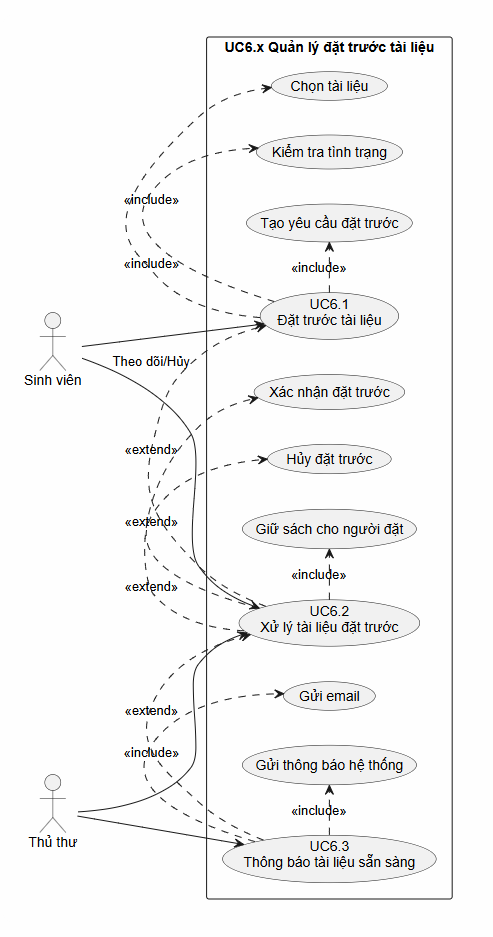 UC6.x Quản lý đặt trước tài liệu
Chọn tài liệu
Kiểm tra tình trạng
«include»
Tạo yêu cầu đặt trước
«include»
«include»
UC6.1
Đặt trước tài liệu
Sinh viên
Theo dõi/Hủy
Xác nhận đặt trước
«extend»
Hủy đặt trước
«extend»
Giữ sách cho người đặt
«include»
«extend»
UC6.2
Xử lý tài liệu đặt trước
Gửi email
«extend»
«include»
Gửi thông báo hệ thống
«include»
Thủ thư
UC6.3
Thông báo tài liệu sẵn sàng